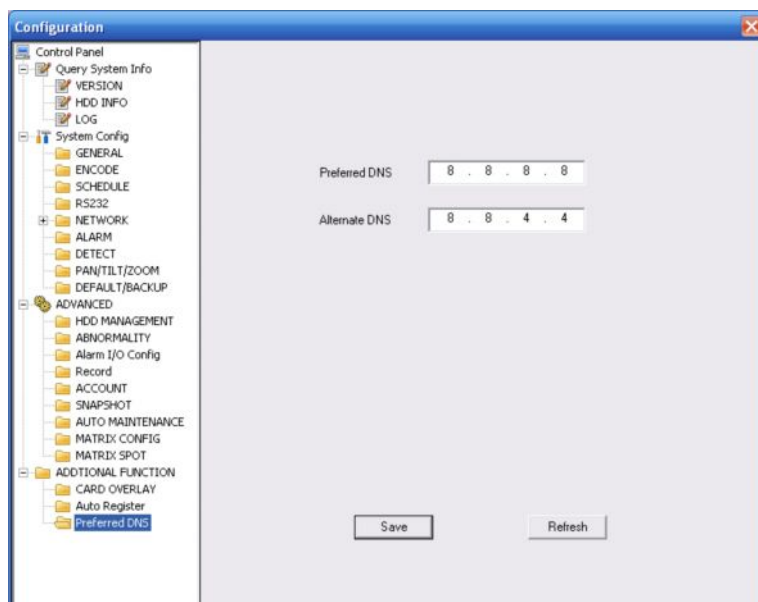 Configuration
Control Panel
Query System Info
VERSION
HDD INFO
LOG
System Config
GENERAL
ENCODE
SCHEDULE
RS232
NETWORK
ALARM
DETECT
PAN/TILT/ZOOM
DEFAULT/BACKUP
ADVANCED
HDD MANAGEMENT
ABNORMALITY
Alarm I/O Config
Record
ACCOUNT
SNAPSHOT
AUTO MAINTENANCE
MATRIX CONFIG
MATRIX SPOT
ADDTIONAL FUNCTION
CARD OVERLAY
Auto Register
Preferred DNS
Preferred DNS 8 . 8 . 8 . 8
Alternate DNS 8 . 8 . 4 . 4
Save Refresh